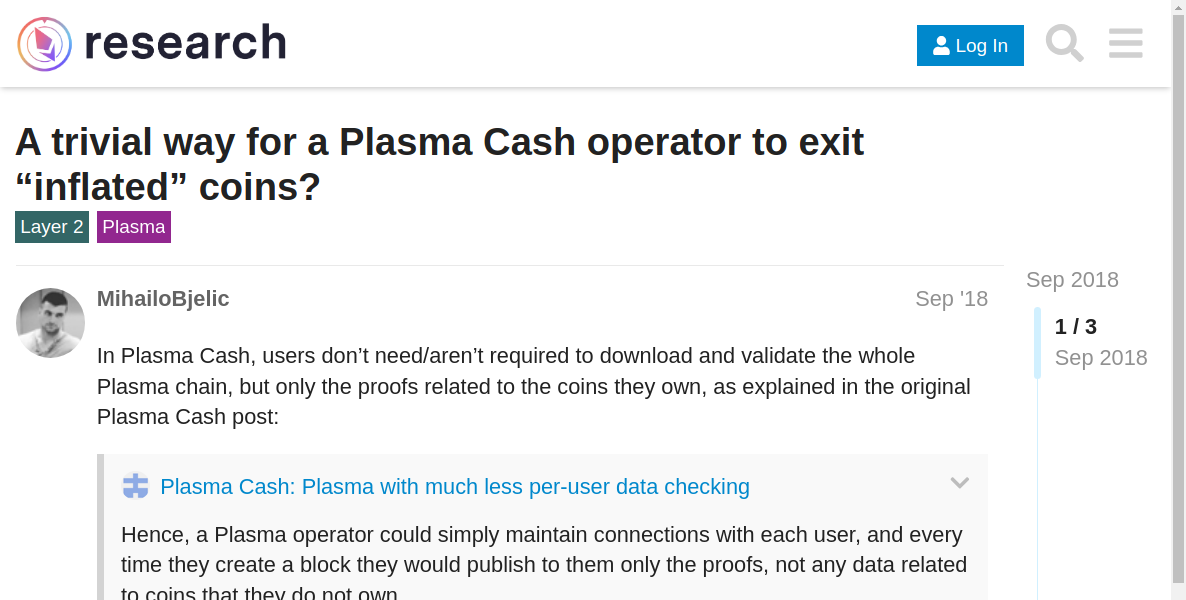 research
Log In
A trivial way for a Plasma Cash operator to exit
“inflated” coins?
Layer 2 Plasma
MihailoBjelic
Sep '18
Sep 2018
1 / 3
Sep 2018
In Plasma Cash, users don’t need/aren’t required to download and validate the whole
Plasma chain, but only the proofs related to the coins they own, as explained in the original
Plasma Cash post:
Plasma Cash: Plasma with much less per-user data checking
Hence, a Plasma operator could simply maintain connections with each user, and every
time they create a block they would publish to them only the proofs, not any data related
to coins that they do not own.